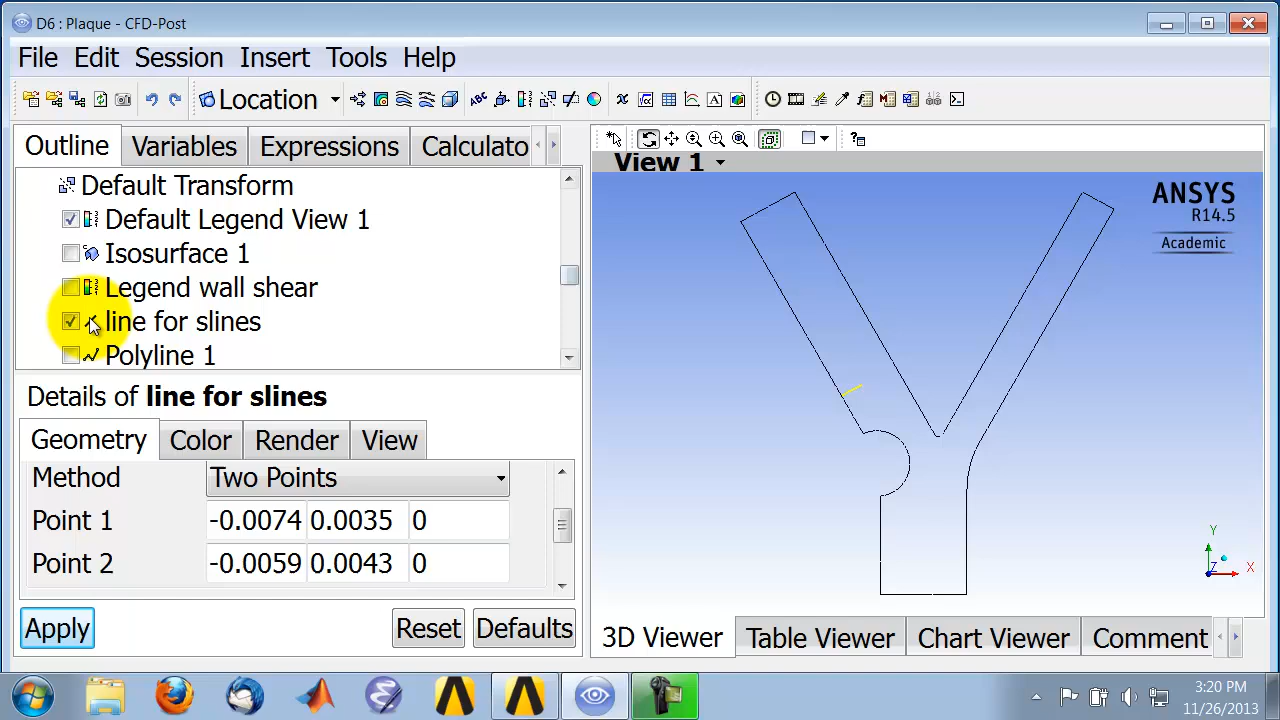 D6 : Plaque - CFD-Post
File Edit Session Insert Tools Help
Location
Outline Variables Expressions Calculato
View 1
Default Transform
Default Legend View 1
Isosurface 1
Legend wall shear
line for slines
Polyline 1
ANSYS
R14.5
Academic
Details of line for slines
Geometry Color Render View
Method Two Points
Point 1 -0.0074 0.0035 0
Point 2 -0.0059 0.0043 0
Y
Z X
Apply Reset Defaults
3D Viewer Table Viewer Chart Viewer Comment
3:20 PM
11/26/2013